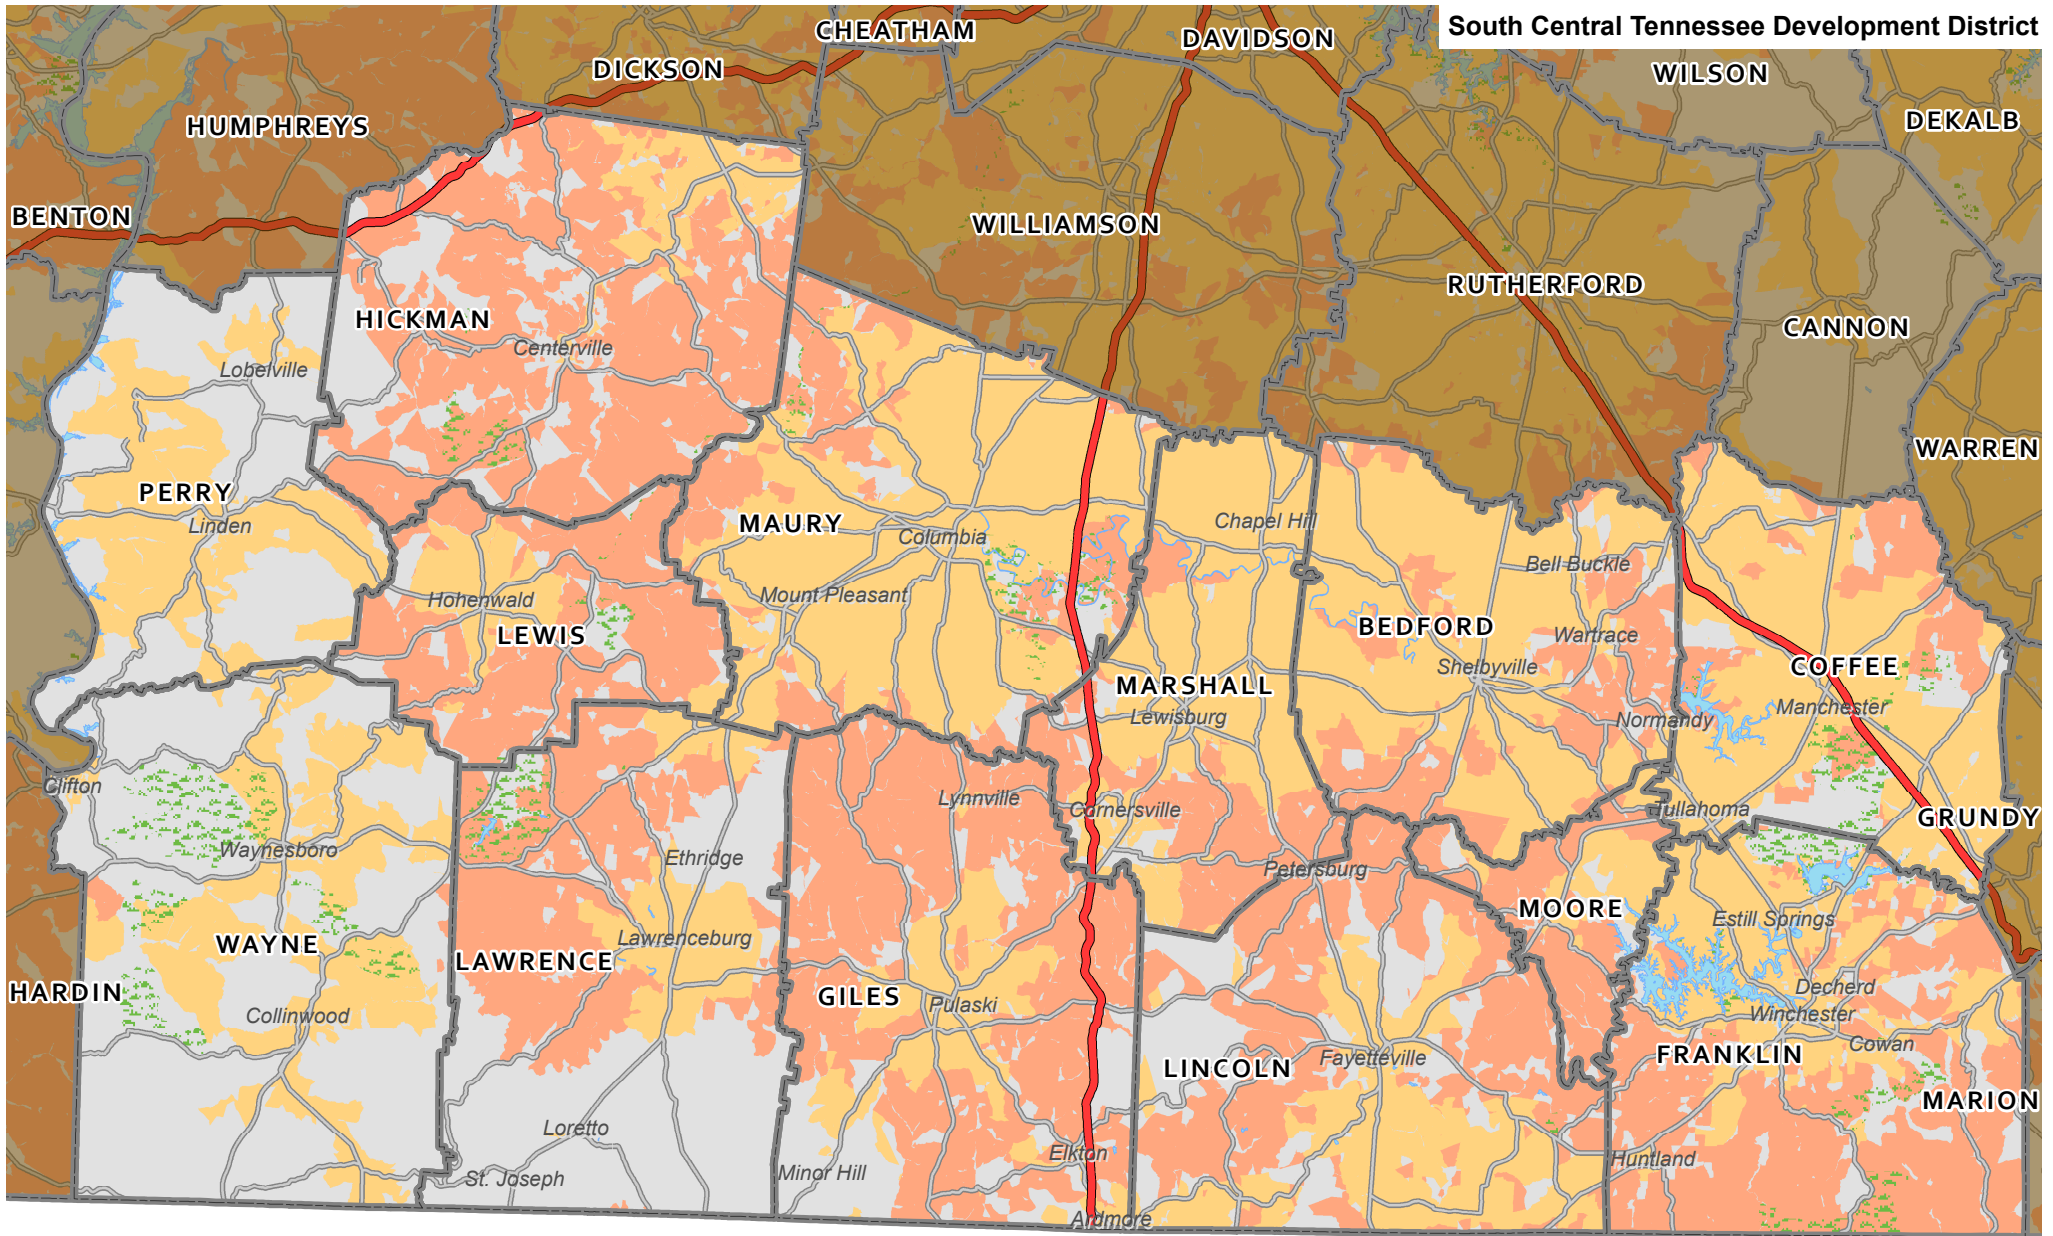 South Central Tennessee Development District
CHEATHAM
DAVIDSON
DICKSON
WILSON
DEKALB
HUMPHREYS
BENTON
WILLIAMSON
RUTHERFORD
HICKMAN
CANNON
Centerville
Lobelville
WARREN
PERRY
Linden
MAURY
Columbia
Chapel Hill
Bell Buckle
Hohenwald
Mount Pleasant
LEWIS
BEDFORD
Wartrace
Shelbyville
COFFEE
MARSHALL
Lewisburg
Normandy
Manchester
Clifton
Lynnville
Cornersville
Tullahoma
GRUNDY
Waynesboro
Ethridge
Petersburg
MOORE
Estill Springs
WAYNE
Lawrenceburg
LAWRENCE
HARDIN
GILES
Pulaski
Decherd
Collinwood
Winchester
Cowan
FRANKLIN
Fayetteville
LINCOLN
MARION
Loretto
Elkton
Huntland
Minor Hill
St. Joseph
Ardmore